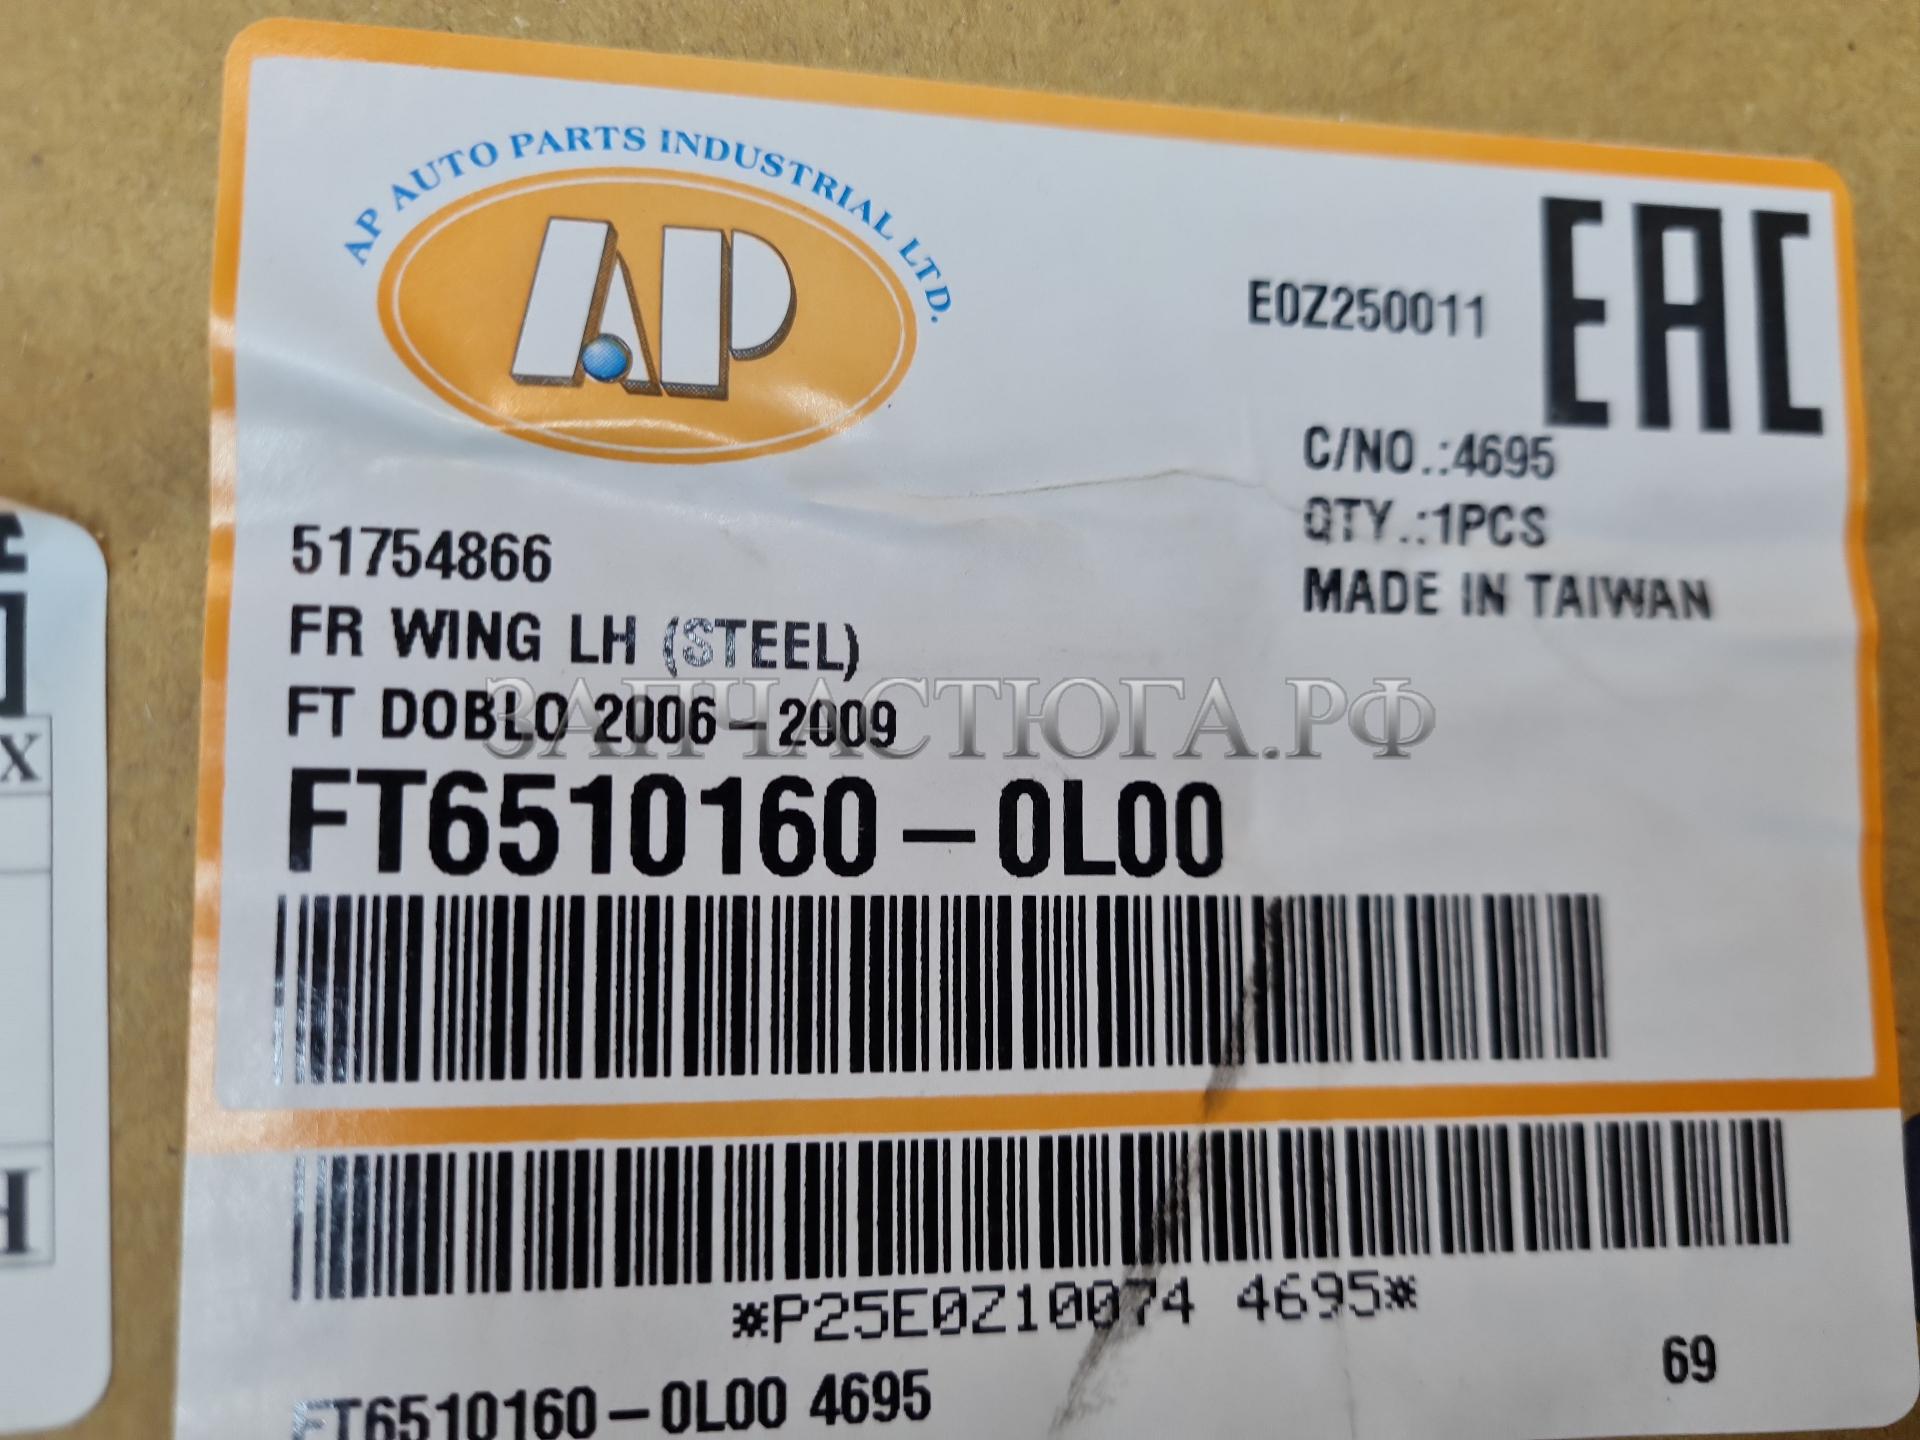 AP AUTO PARTS INDUSTRIAL LTD.
AP
E0Z250011
EAC
C/NO.:4695
QTY.:1PCS
MADE IN TAIWAN
51754866
FR WING LH (STEEL)
FT DOBLO 2006-2009
ЗАПЧАСТЮГА.РФ
FT6510160-0L00
*P25E0Z10074 4695*
69
FT6510160-0L00 4695
X
H